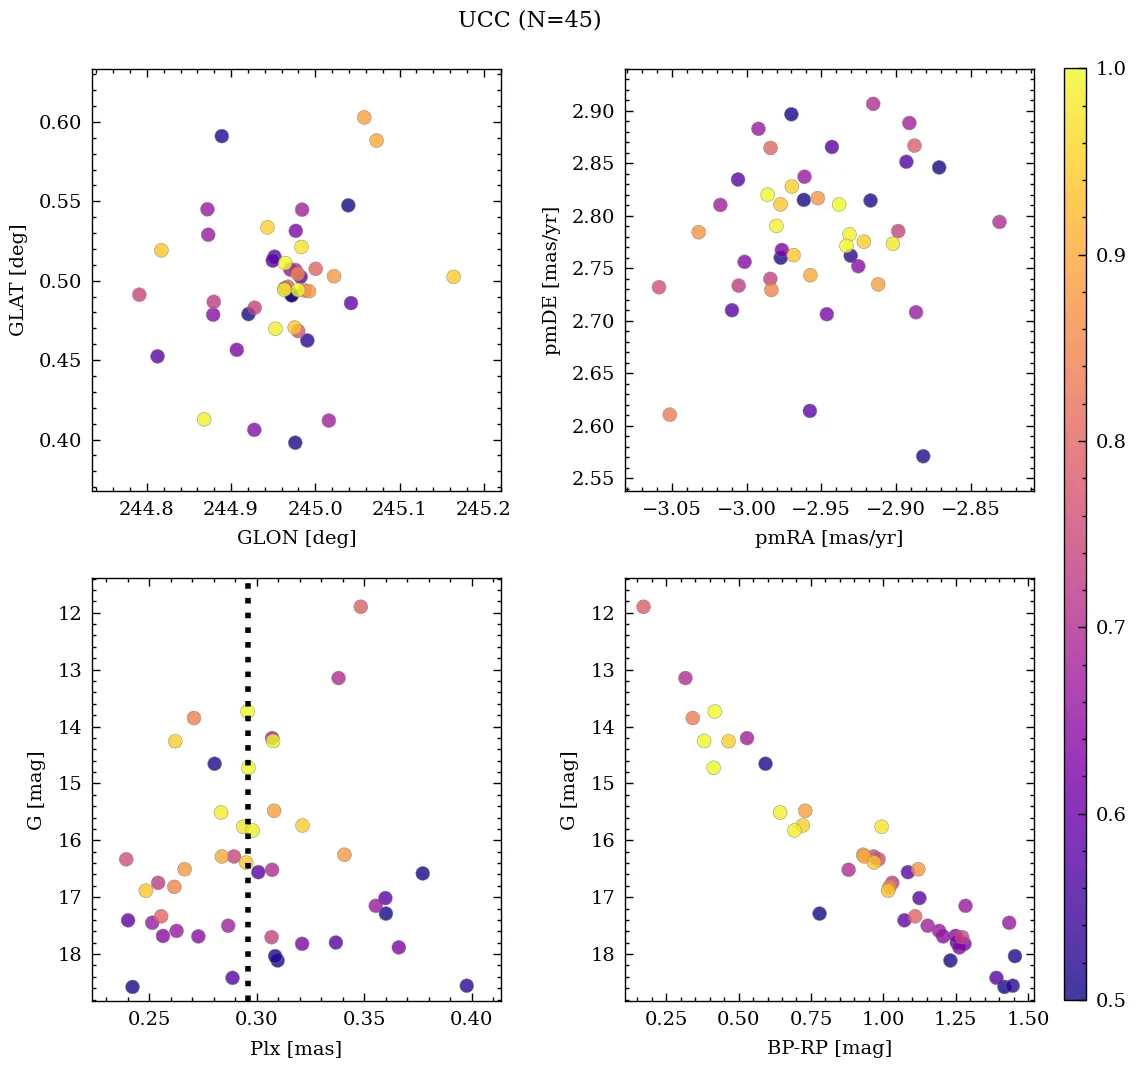 UCC (N=45)
0.60
0.55
0.50
0.45
0.40
GLAT [deg]
244.8 244.9 245.0 245.1 245.2
GLON [deg]
2.90
2.85
2.80
2.75
2.70
2.65
2.60
2.55
pmDE [mas/yr]
−3.05 −3.00 −2.95 −2.90 −2.85
pmRA [mas/yr]
12
13
14
15
16
17
18
G [mag]
0.25 0.30 0.35 0.40
Plx [mas]
12
13
14
15
16
17
18
G [mag]
0.25 0.50 0.75 1.00 1.25 1.50
BP-RP [mag]
1.0
0.9
0.8
0.7
0.6
0.5